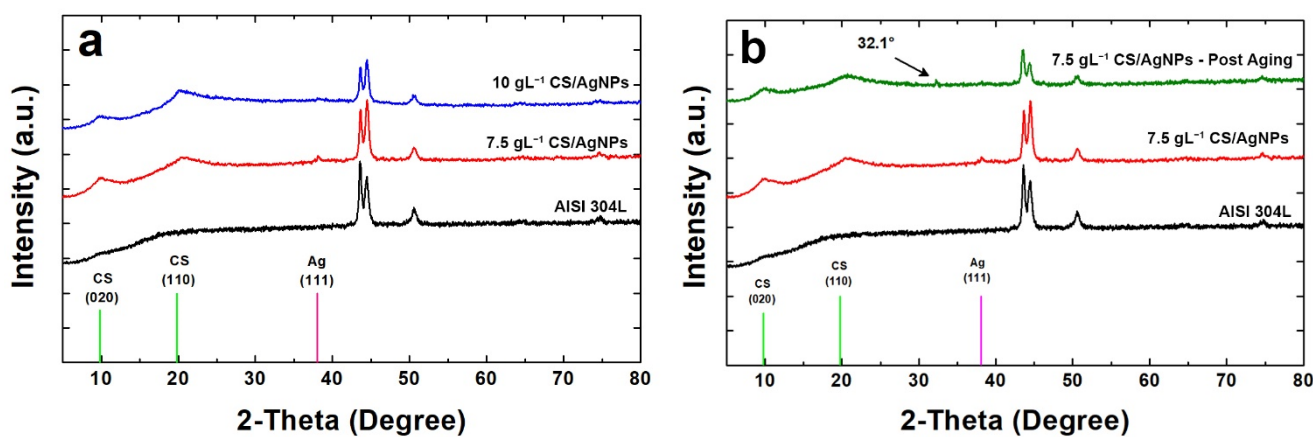 a
10 gL⁻¹ CS/AgNPs
7.5 gL⁻¹ CS/AgNPs
AISI 304L
CS
(020)
CS
(110)
Ag
(111)
10 20 30 40 50 60 70 80
2-Theta (Degree)
Intensity (a.u.)
b
32.1°
7.5 gL⁻¹ CS/AgNPs - Post Aging
7.5 gL⁻¹ CS/AgNPs
AISI 304L
CS
(020)
CS
(110)
Ag
(111)
10 20 30 40 50 60 70 80
2-Theta (Degree)
Intensity (a.u.)